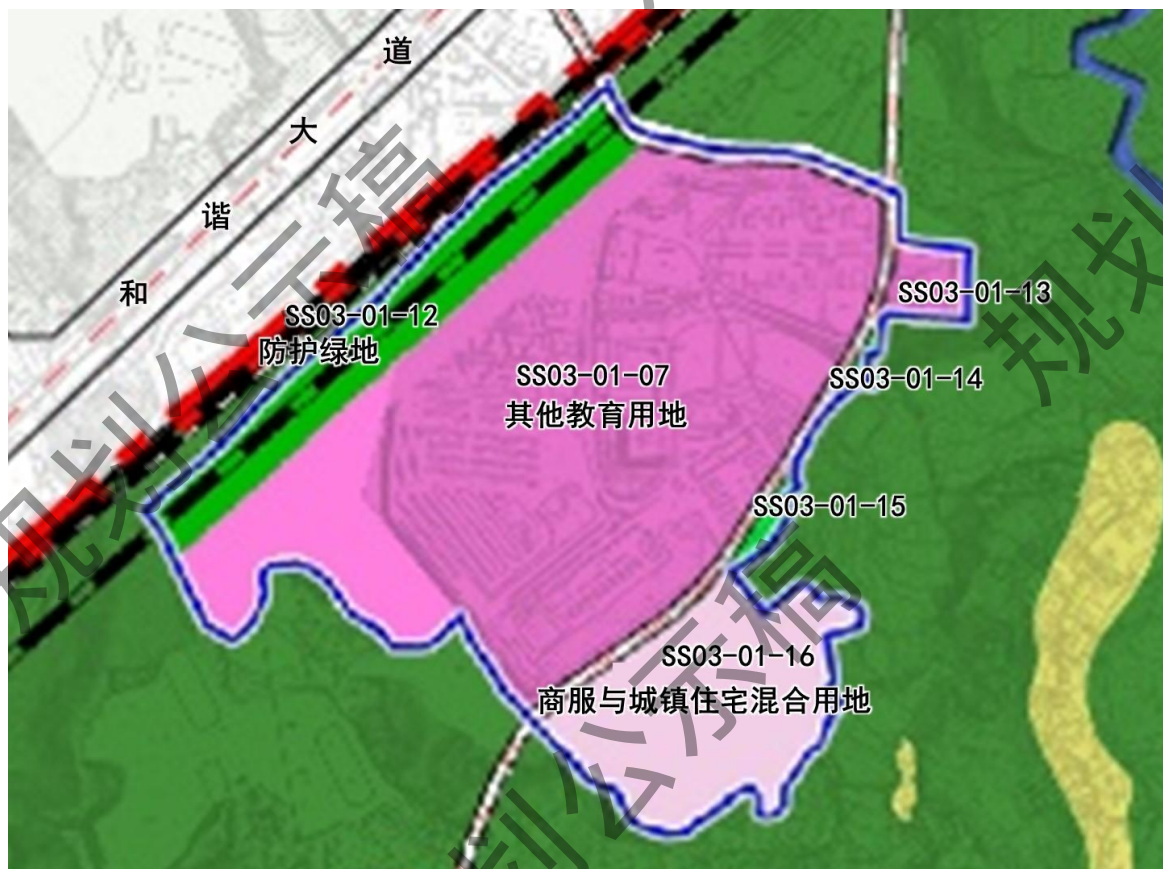 道
大
谐
和
SS03-01-12
防护绿地
SS03-01-13
SS03-01-07
其他教育用地
SS03-01-14
SS03-01-15
SS03-01-16
商服与城镇住宅混合用地
规划公示稿
规划
划公示稿